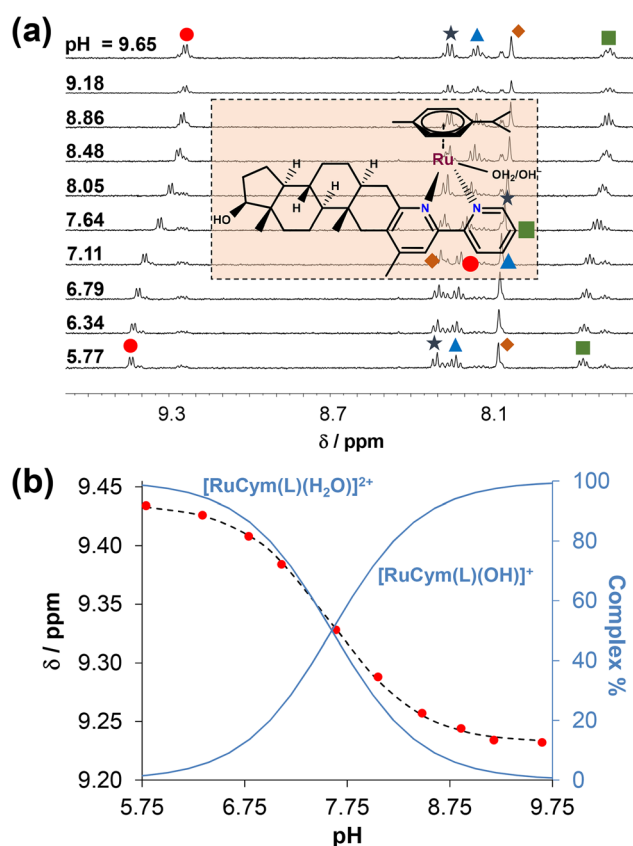 (a)
pH = 9.65
9.18
8.86
8.48
8.05
7.64
7.11
6.79
6.34
5.77
Ru
OH₂/OH⁻
H
H
H
H
N
N
HO
9.3 8.7 8.1
δ / ppm
(b)
[RuCym(L)(H₂O)]²⁺
[RuCym(L)(OH)]⁺
δ / ppm
9.45
9.40
9.35
9.30
9.25
9.20
Complex %
100
80
60
40
20
0
5.75 6.75 7.75 8.75 9.75
pH